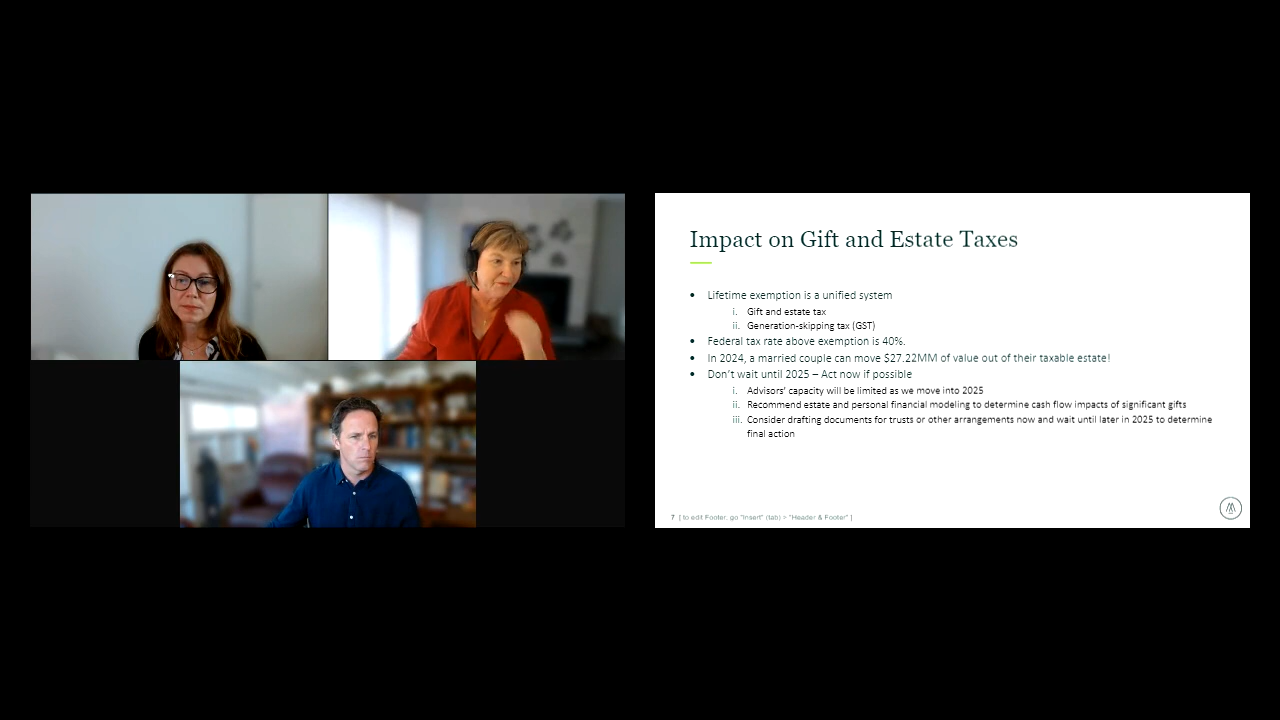 Impact on Gift and Estate Taxes
• Lifetime exemption is a unified system
i. Gift and estate tax
ii. Generation-skipping tax (GST)
• Federal tax rate above exemption is 40%.
• In 2024, a married couple can move $27.22MM of value out of their taxable estate!
• Don't wait until 2025 – Act now if possible
i. Advisors' capacity will be limited as we move into 2025
ii. Recommend estate and personal financial modeling to determine cash flow impacts of significant gifts
iii. Consider drafting documents for trusts or other arrangements now and wait until later in 2025 to determine
final action
7 [ to edit Footer, go "Insert" (tab) > "Header & Footer" ]